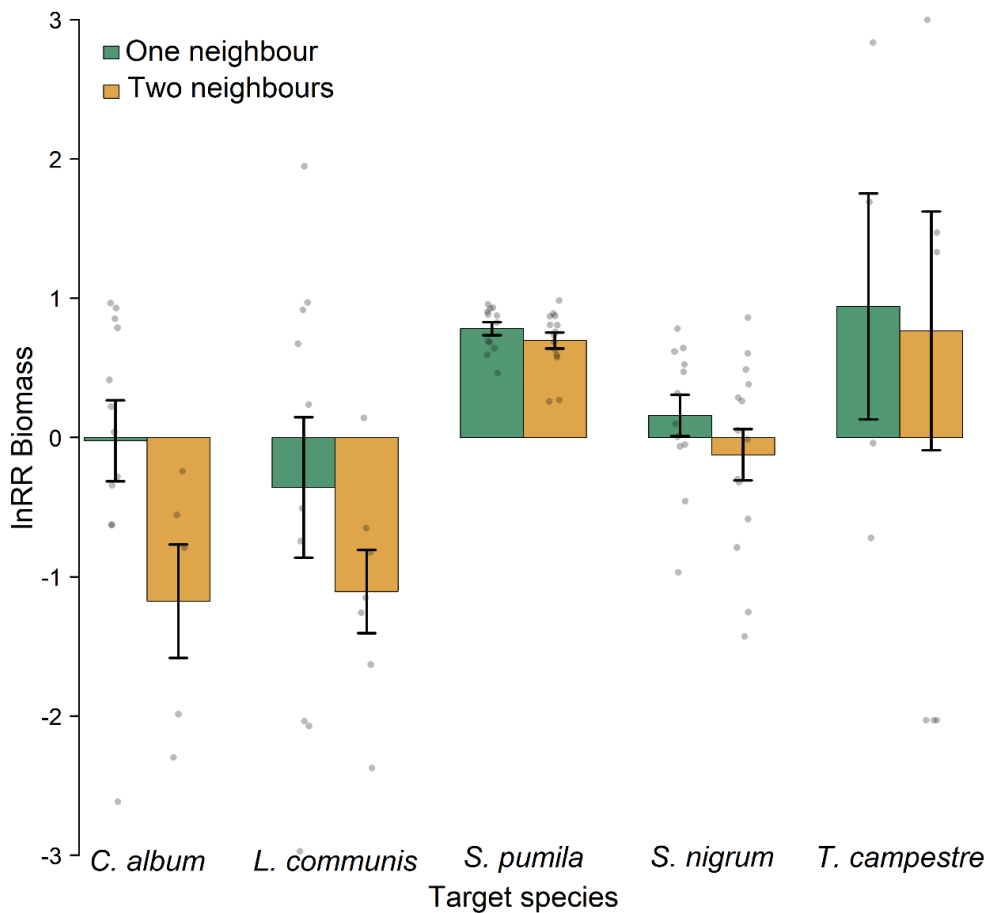 3
One neighbour
Two neighbours
2
1
0
-1
-2
-3
lnRR Biomass
C. album L. communis S. pumila S. nigrum T. campestre
Target species